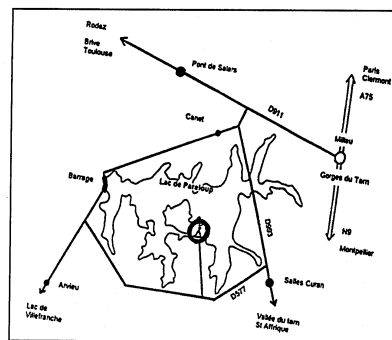 Rodez
Brive
Toulouse
Pont de Salars
Paris
Clermont
A75
D911
Canet
Millau
Gorges du Tarn
Barrage
Lac de Pareloup
N9
Montpellier
D993
Arvieu
Salles Curan
D577
Lac de
Villefranche
Vallée du tarn
St Affrique